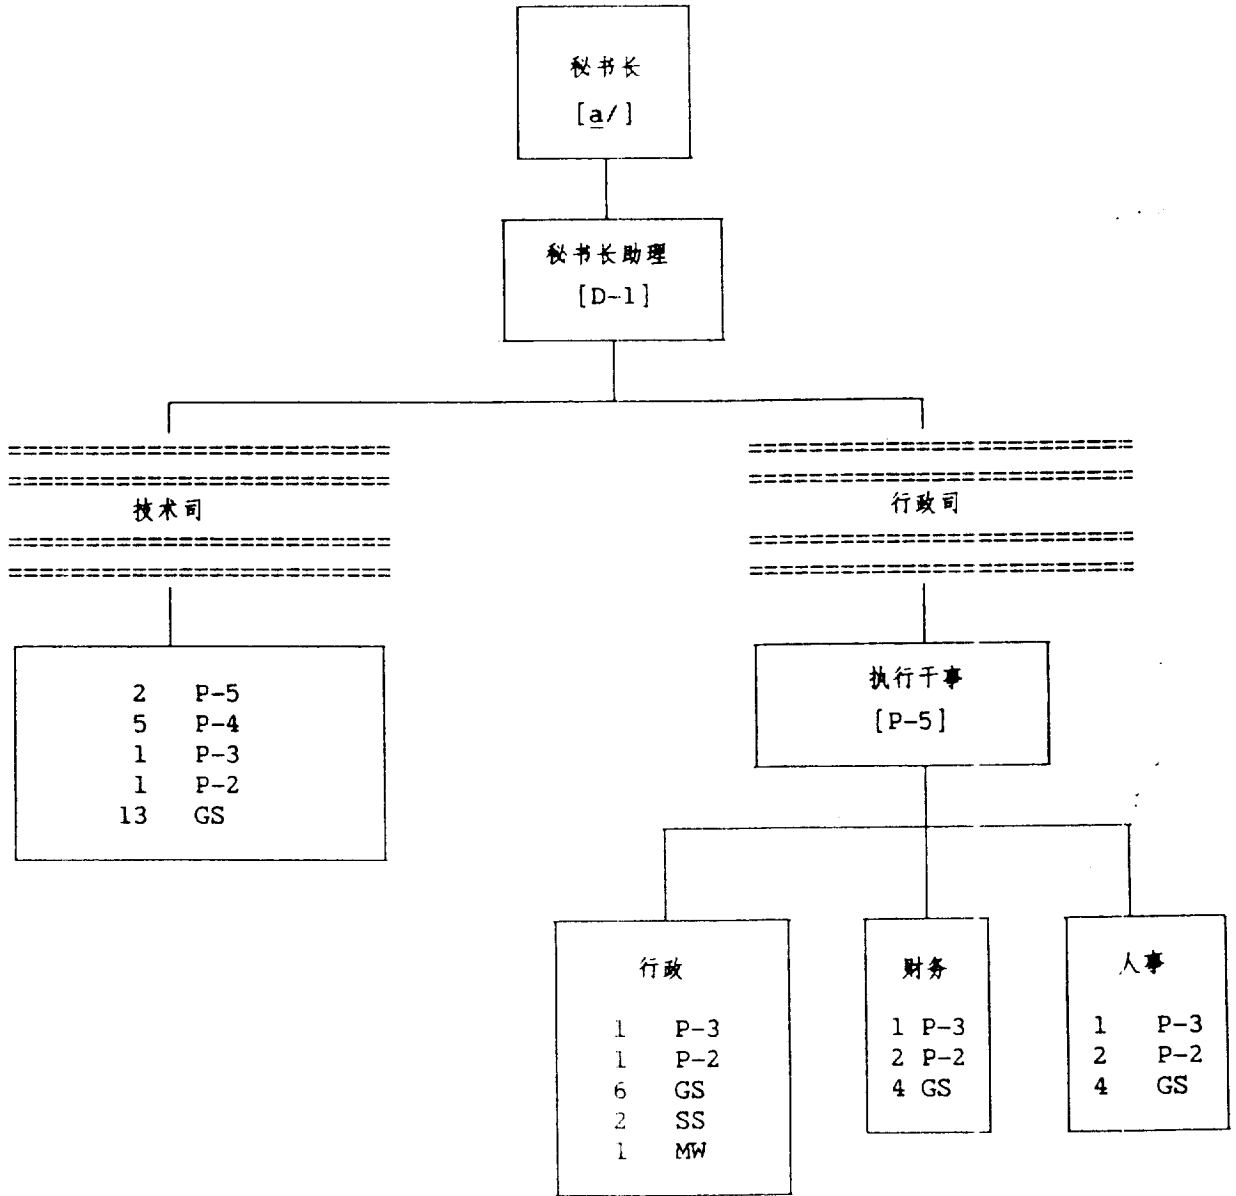 秘书长
[a/]
秘书长助理
[D-1]
技术司
2 P-5
5 P-4
1 P-3
1 P-2
13 GS
行政司
执行干事
[P-5]
行政
1 P-3
1 P-2
6 GS
2 SS
1 MW
财务
1 P-3
2 P-2
4 GS
人事
1 P-3
2 P-2
4 GS